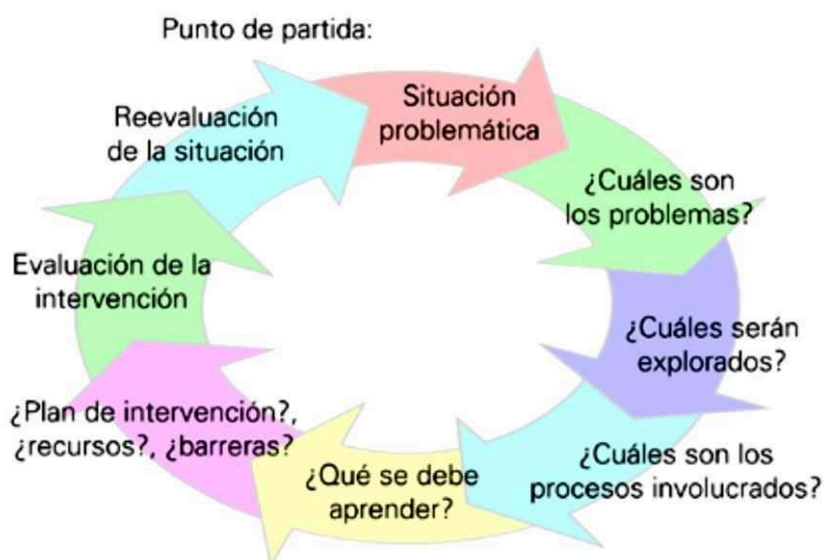 Punto de partida:
Situación
problemática
¿Cuáles son
los problemas?
¿Cuáles serán
explorados?
¿Cuáles son los
procesos involucrados?
¿Qué se debe
aprender?
¿Plan de intervención?,
¿recursos?, ¿barreras?
Evaluación de la
intervención
Reevaluación
de la situación